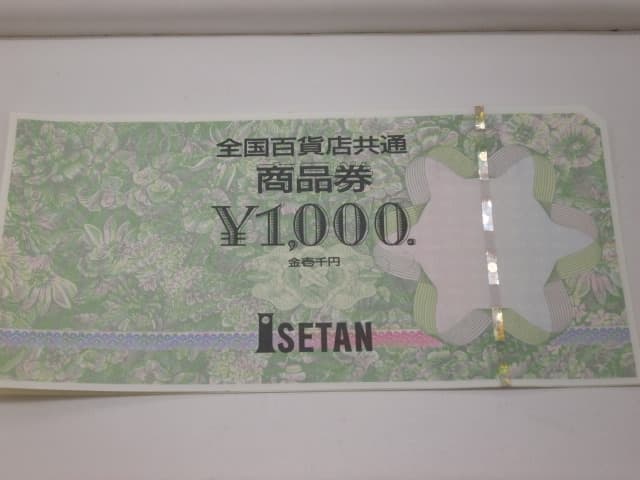 全国百貨店共通
商品券
¥1,000.
金壱千円
ISETAN